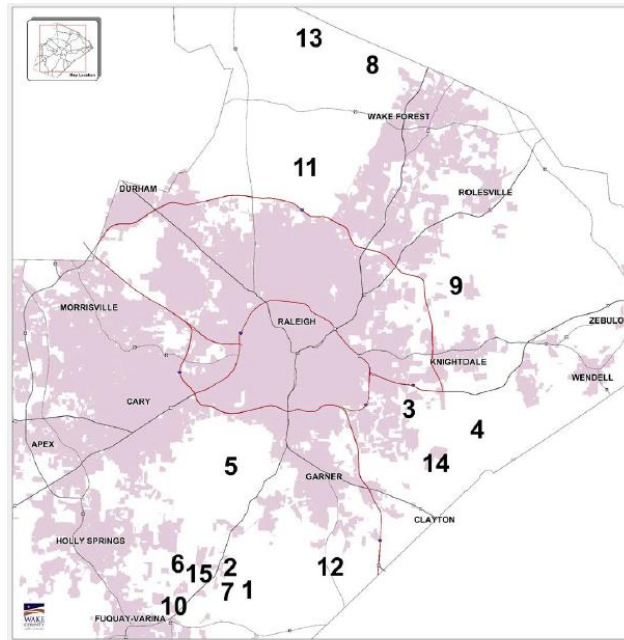 13
8
WAKE FOREST
11
DURHAM
ROLESVILLE
9
MORRISVILLE
RALEIGH
ZEBULO
KNIGHTDALE
WENDELL
CARY
3
4
APEX
5
14
GARNER
CLAYTON
HOLLY SPRINGS
6
15
2
12
7
1
10
FUQUAY-VARINA
WAKE
COUNTY